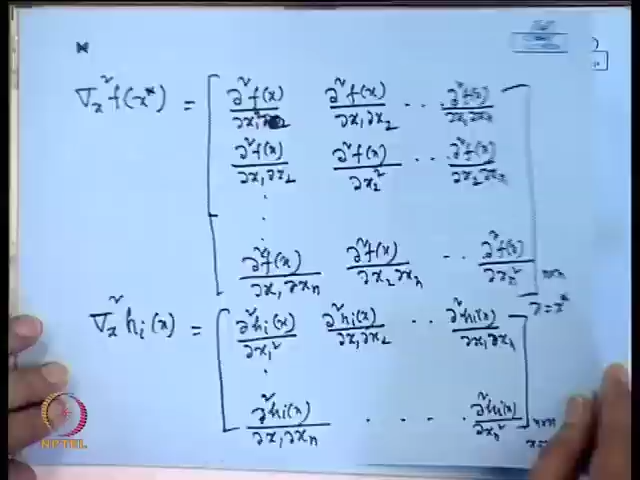 ∇ₓ²f(x*) = [ ∂²f(x)/∂x₁² ∂²f(x)/∂x₁∂x₂ ... ∂²f(x)/∂x₁∂xₙ
∂²f(x)/∂x₁∂x₂ ∂²f(x)/∂x₂² ... ∂²f(x)/∂x₂∂xₙ
⋮
∂²f(x)/∂x₁∂xₙ ∂²f(x)/∂x₂∂xₙ ... ∂²f(x)/∂xₙ² ] n×n
x=x*
∇ₓ²hᵢ(x) = [ ∂²hᵢ(x)/∂x₁² ∂²hᵢ(x)/∂x₁∂x₂ ... ∂²hᵢ(x)/∂x₁∂xₙ
⋮
∂²hᵢ(x)/∂x₁∂xₙ .... ∂²hᵢ(x)/∂xₙ² ] n×n
NPTEL